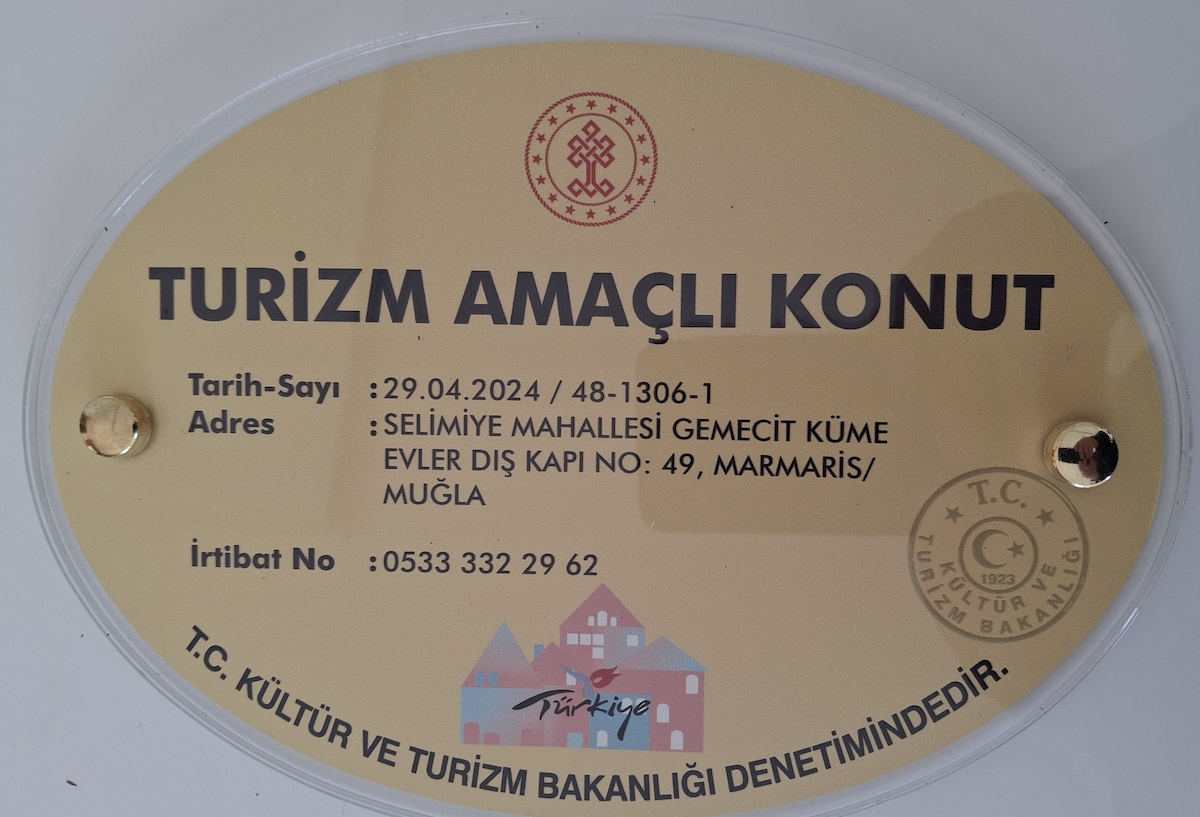 TURİZM AMAÇLI KONUT
Tarih-Sayı : 29.04.2024 / 48-1306-1
Adres : SELİMİYE MAHALLESİ GEMECİT KÜME
EVLER DIŞ KAPI NO: 49, MARMARİS/
MUĞLA
İrtibat No : 0533 332 29 62
T.C.
1923
KÜLTÜR VE
TURİZM BAKANLIĞI
Türkiye
T.C. KÜLTÜR VE TURİZM BAKANLIĞI DENETİMİNDEDİR.